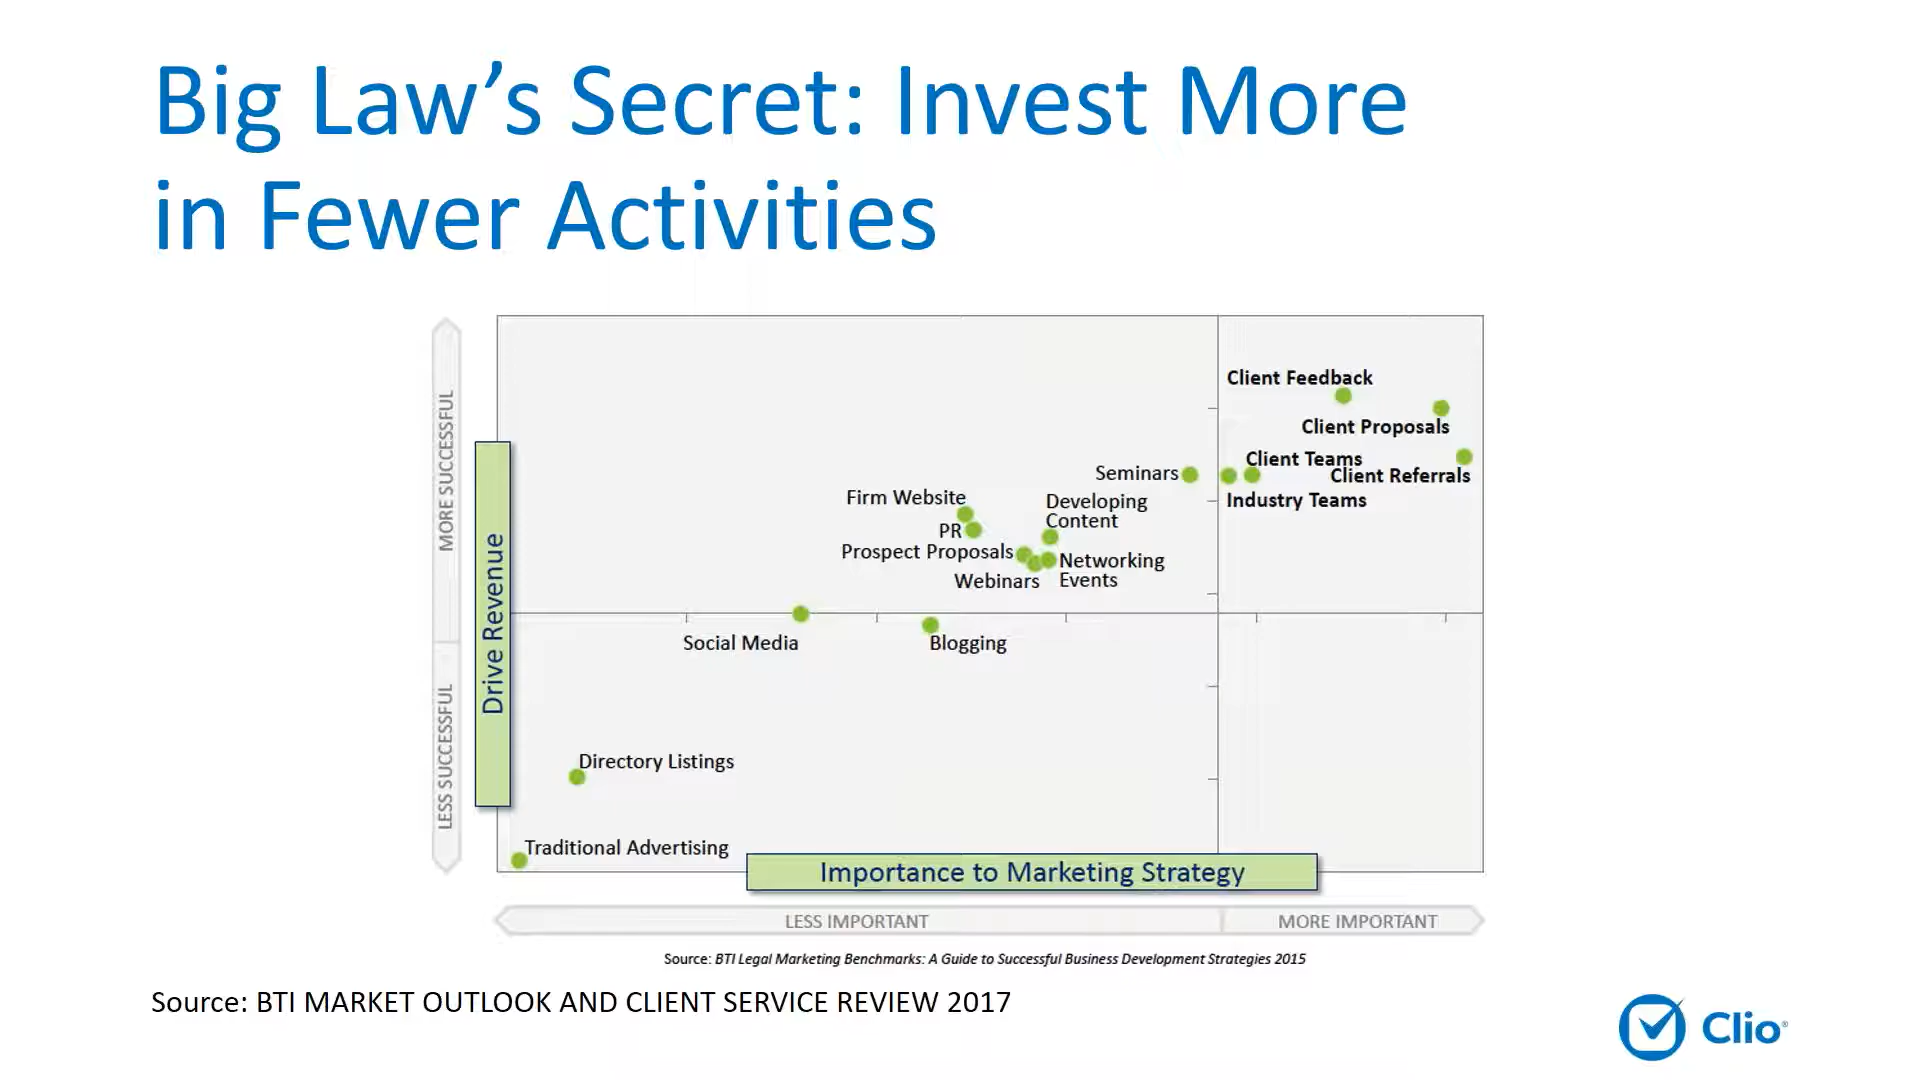 Big Law’s Secret: Invest More
in Fewer Activities
MORE SUCCESSFUL
LESS SUCCESSFUL
Drive Revenue
Client Feedback
Client Proposals
Client Teams
Client Referrals
Industry Teams
Seminars
Firm Website
Developing
Content
PR
Prospect Proposals
Networking
Events
Webinars
Social Media
Blogging
Directory Listings
Traditional Advertising
Importance to Marketing Strategy
LESS IMPORTANT
MORE IMPORTANT
Source: BTI Legal Marketing Benchmarks: A Guide to Successful Business Development Strategies 2015
Source: BTI MARKET OUTLOOK AND CLIENT SERVICE REVIEW 2017
Clio®